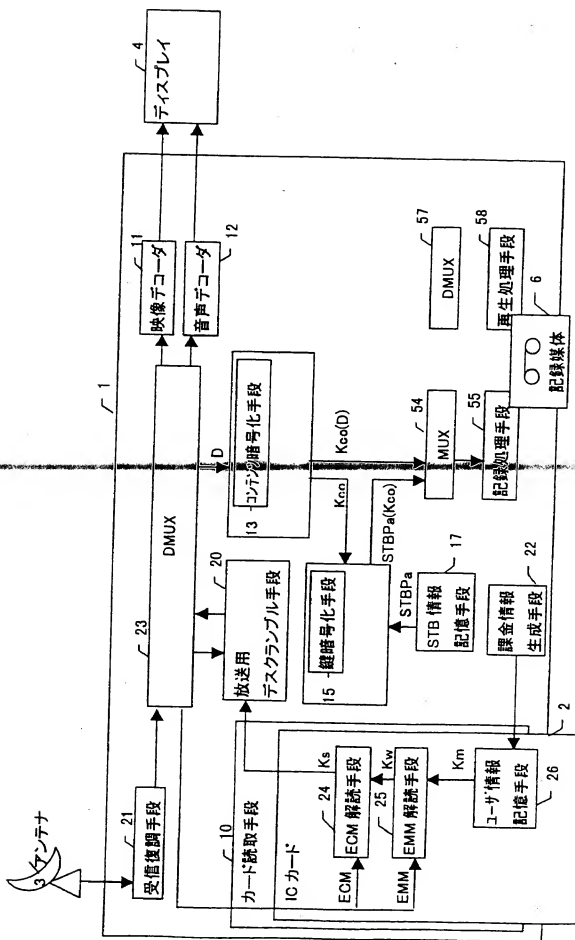 アンテナ
3
21
受信復調手段
1
23
DMUX
11
映像デコーダ
12
音声デコーダ
4
ディスプレイ
D
20
放送用
デスクランブル手段
13
コンテンツ暗号化手段
Kco
Kco(D)
15
鍵暗号化手段
STBPa(Kco)
STBPa
17
STB 情報
記憶手段
22
課金情報
生成手段
54
MUX
55
記録処理手段
57
DMUX
58
再生処理手段
6
記録媒体
10
カード読取手段
IC カード
2
Ks
24
ECM 解読手段
ECM
Kw
25
EMM 解読手段
EMM
Km
ユーザ情報
記憶手段
26